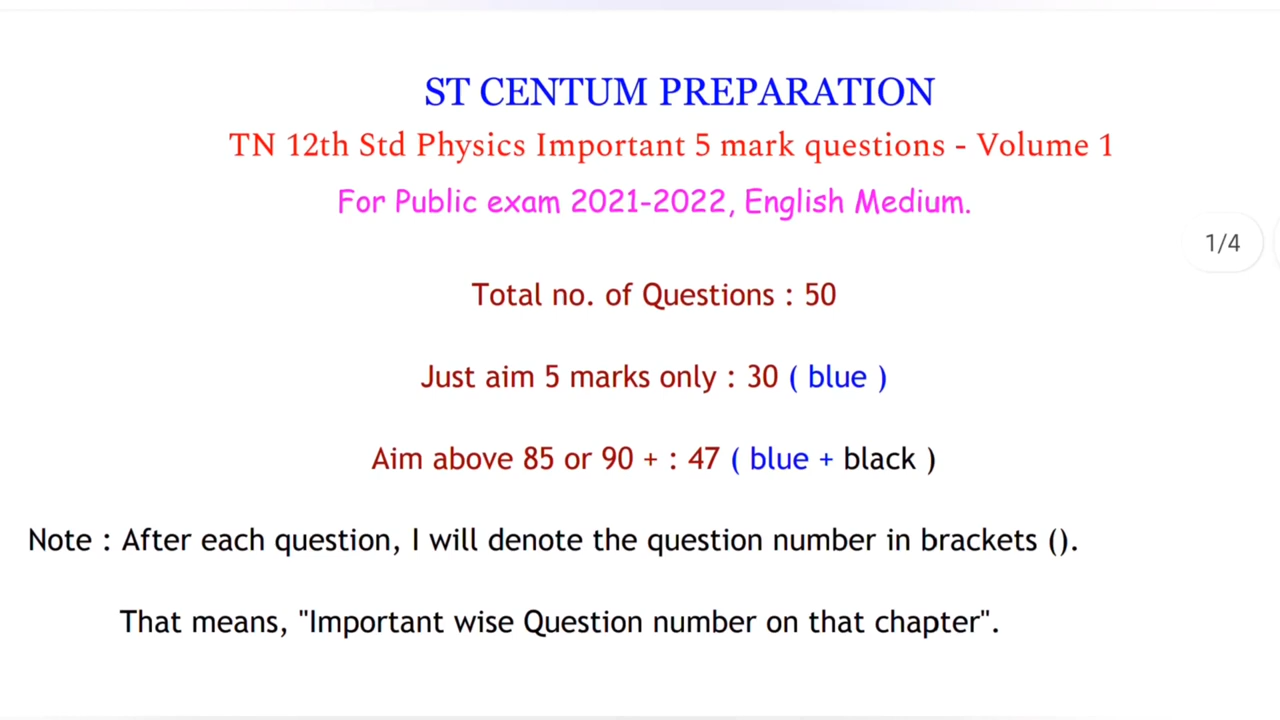 ST CENTUM PREPARATION
TN 12th Std Physics Important 5 mark questions - Volume 1
For Public exam 2021-2022, English Medium.
1/4
Total no. of Questions : 50
Just aim 5 marks only : 30 ( blue )
Aim above 85 or 90 + : 47 ( blue + black )
Note : After each question, I will denote the question number in brackets ().
That means, "Important wise Question number on that chapter".